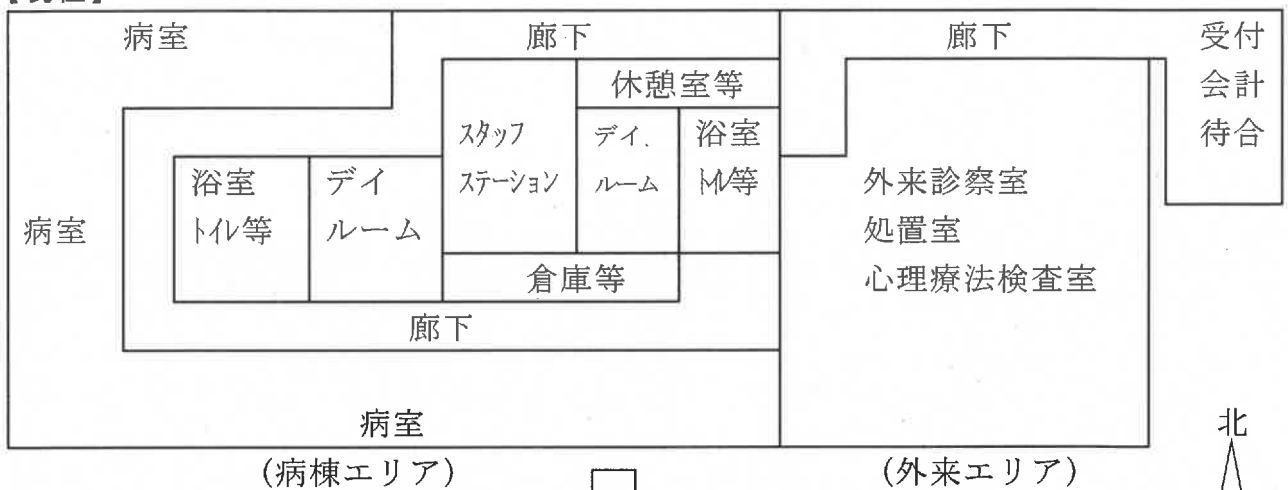 病室
廊下
廊下
受付
会計
待合
休憩室等
スタッフ
ステーション
デイ.
ルーム
浴室
トイレ等
浴室
トイレ等
デイ
ルーム
外来診察室
処置室
心理療法検査室
病室
倉庫等
廊下
病室
北
(病棟エリア)
(外来エリア)